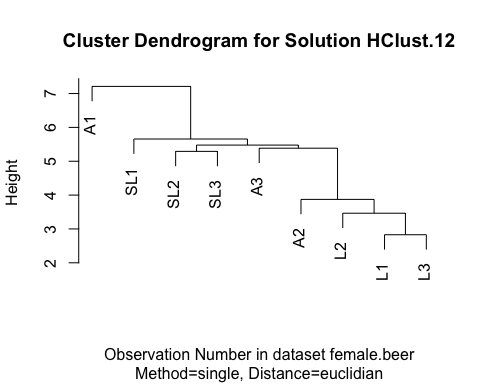 Cluster Dendrogram for Solution HClust.12
Height
7
6
5
4
3
2
A1
SL1
SL2
SL3
A3
A2
L2
L1
L3
Observation Number in dataset female.beer
Method=single, Distance=euclidian